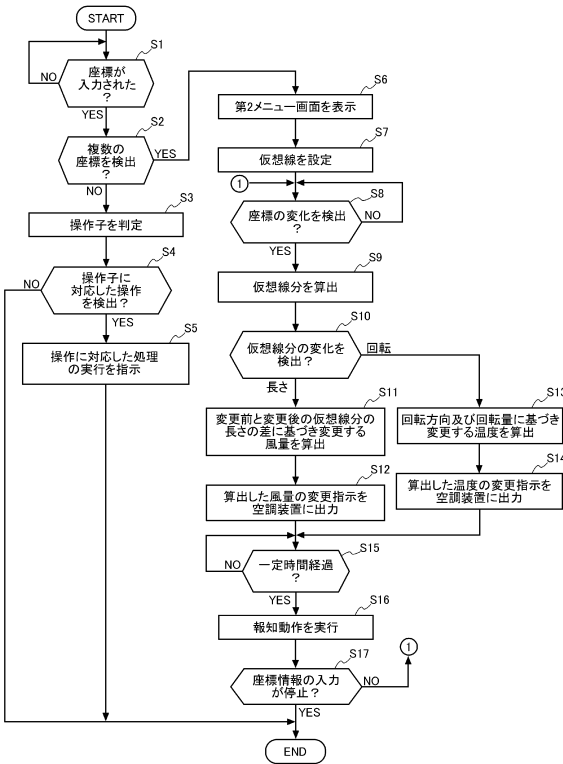 START
S1
座標が
入力された
?
NO
YES
S2
複数の
座標を検出
?
YES
NO
S3
操作子を判定
S4
操作子に
対応した操作
を検出?
NO
YES
S5
操作に対応した処理
の実行を指示
S6
第2メニュー画面を表示
S7
仮想線を設定
1
S8
座標の変化を検出
?
NO
YES
S9
仮想線分を算出
S10
仮想線分の変化を
検出?
回転
長さ
S11
変更前と変更後の仮想線分の
長さの差に基づき変更する
風量を算出
S12
算出した風量の変更指示を
空調装置に出力
S13
回転方向及び回転量に基づき
変更する温度を算出
S14
算出した温度の変更指示を
空調装置に出力
S15
一定時間経過
?
NO
YES
S16
報知動作を実行
S17
座標情報の入力
が停止?
NO
1
YES
END